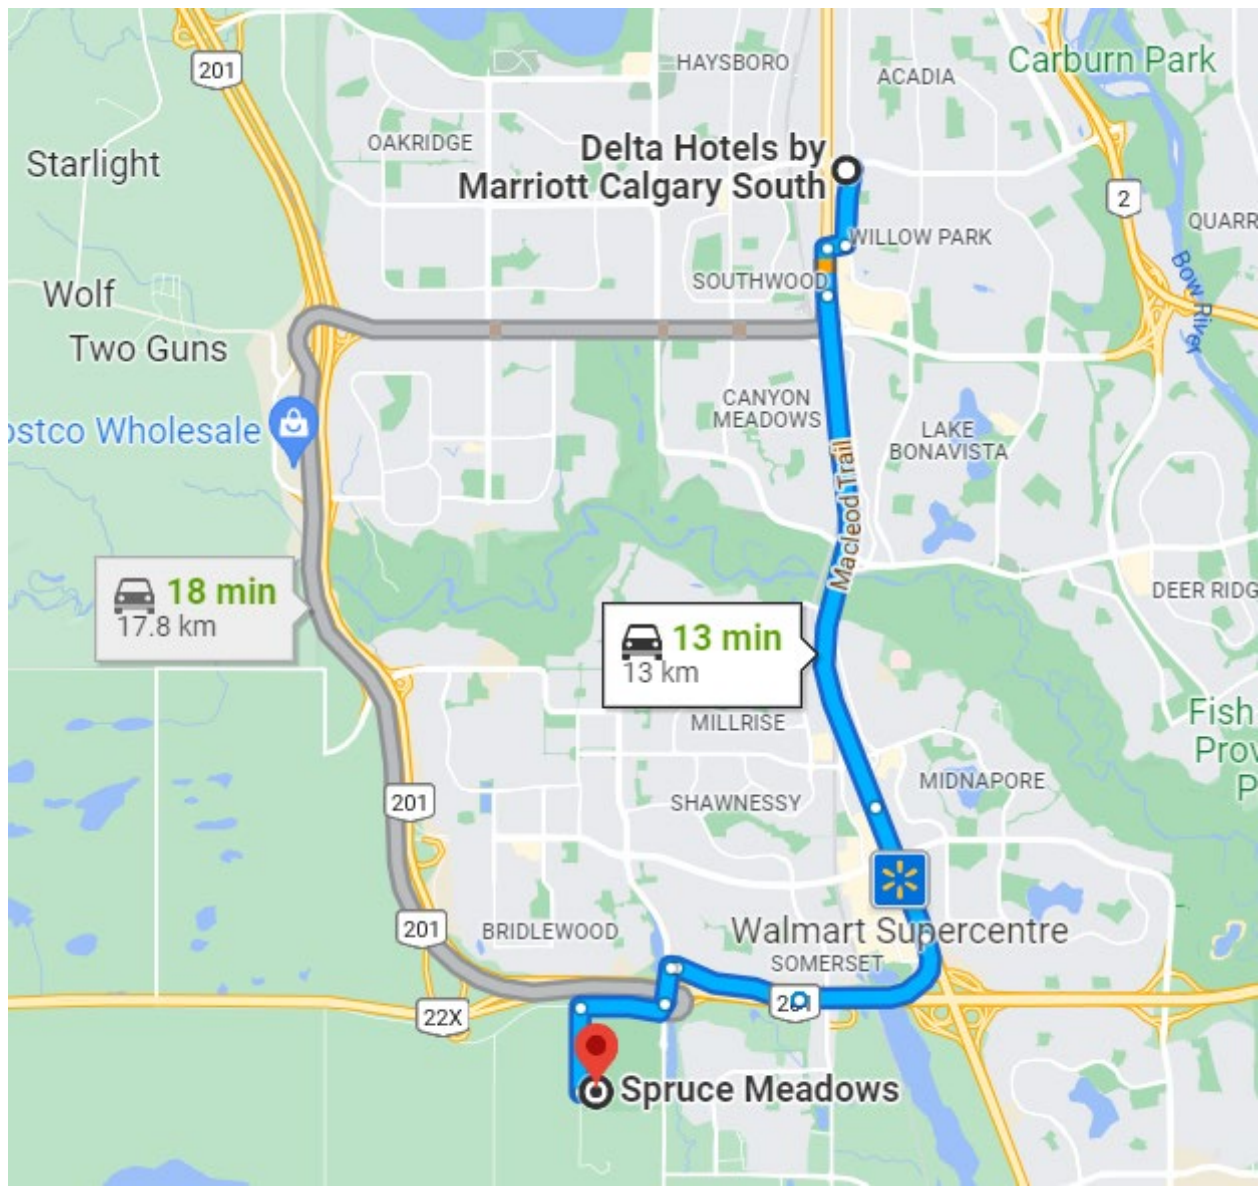 201
HAYSBORO
Carburn Park
ACADIA
OAKRIDGE
Delta Hotels by
Marriott Calgary South
Starlight
2
QUARR
WILLOW PARK
SOUTHWOOD
Bow River
Wolf
Two Guns
CANYON
MEADOWS
LAKE
BONAVISTA
ostco Wholesale
Macleod Trail
18 min
17.8 km
DEER RIDG
13 min
13 km
MILLRISE
Fish
Prov
P
MIDNAPORE
201
SHAWNESSY
201
BRIDLEWOOD
Walmart Supercentre
SOMERSET
22X
201
Spruce Meadows